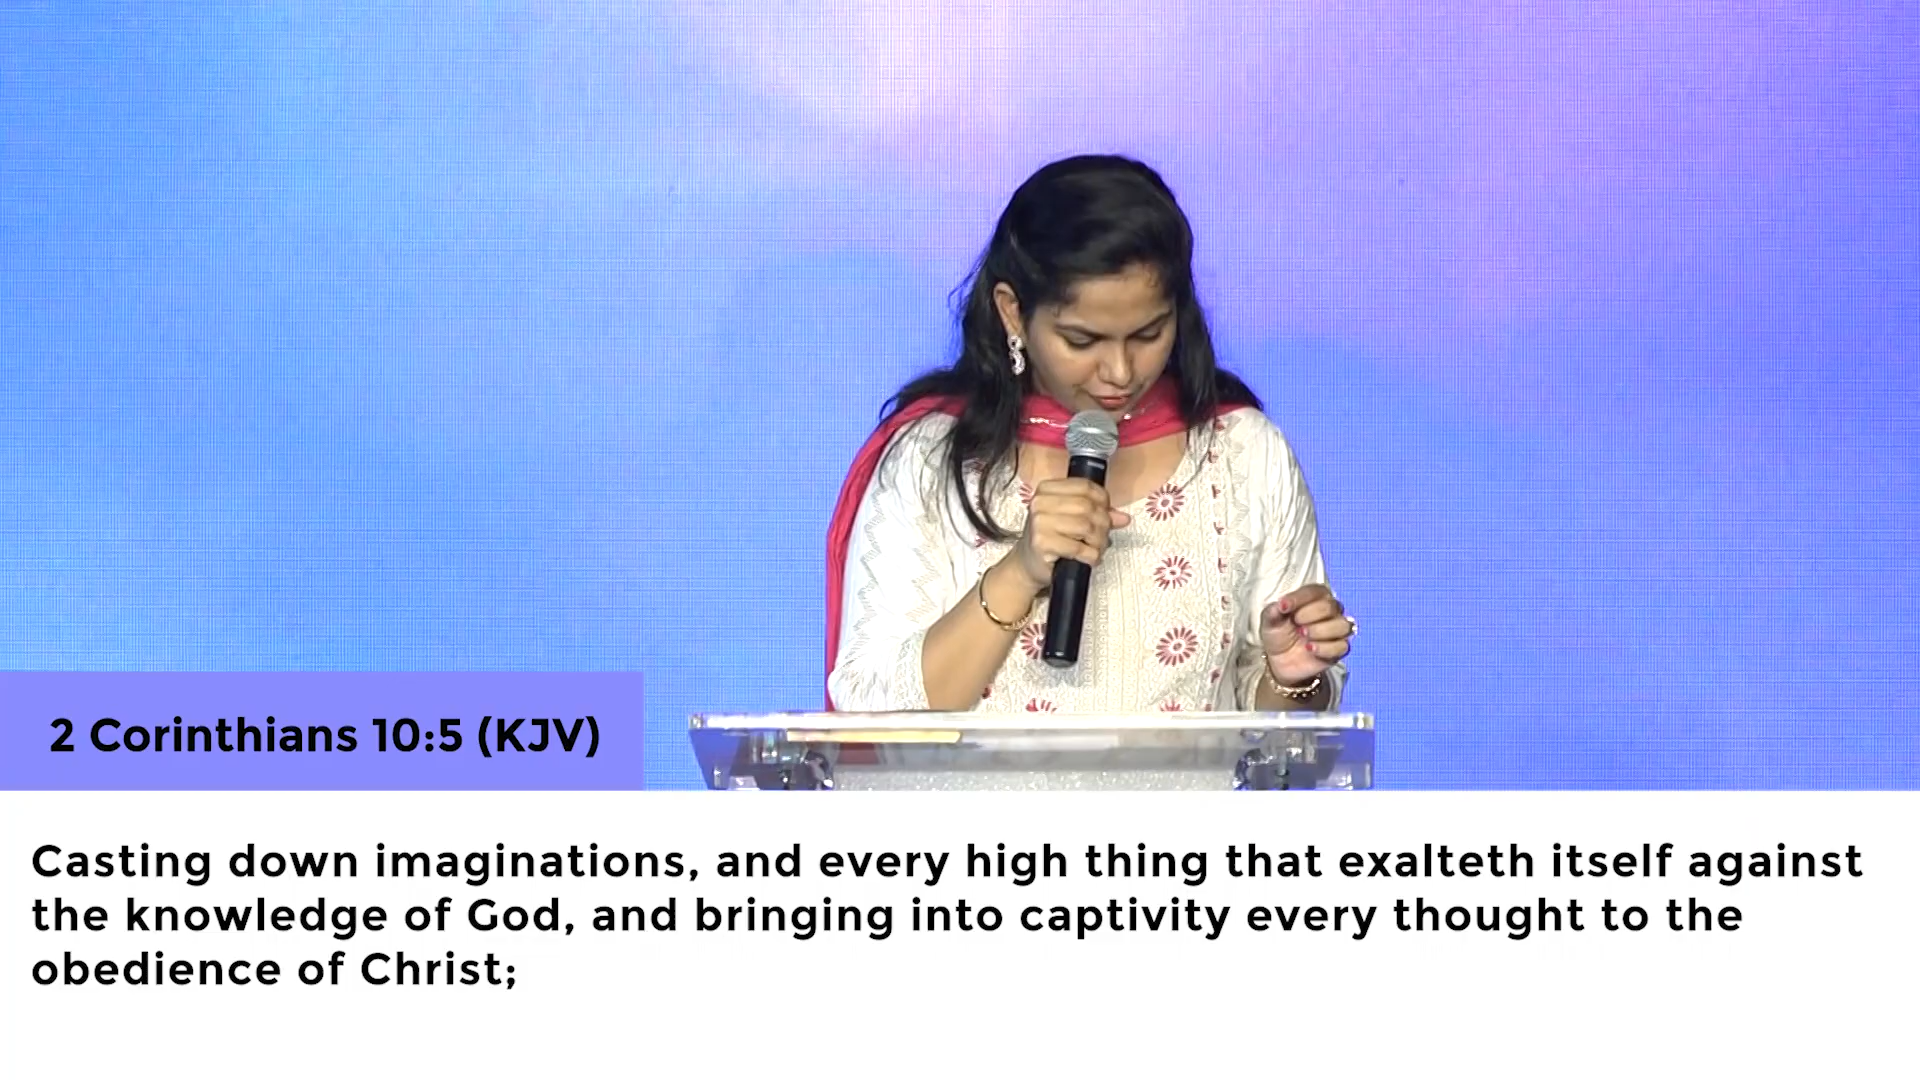 2 Corinthians 10:5 (KJV)
Casting down imaginations, and every high thing that exalteth itself against
the knowledge of God, and bringing into captivity every thought to the
obedience of Christ;